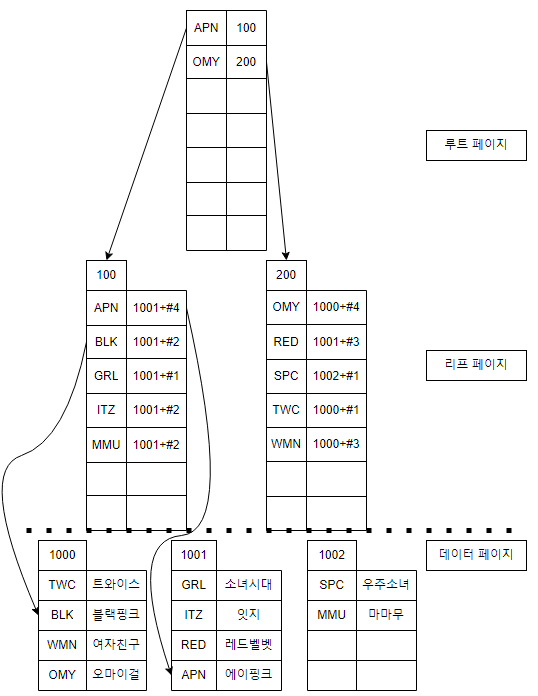 APN 100
OMY 200
루트 페이지
100
APN 1001+#4
BLK 1001+#2
GRL 1001+#1
ITZ 1001+#2
MMU 1001+#2
200
OMY 1000+#4
RED 1001+#3
SPC 1002+#1
TWC 1000+#1
WMN 1000+#3
리프 페이지
데이터 페이지
1000
TWC 트와이스
BLK 블랙핑크
WMN 여자친구
OMY 오마이걸
1001
GRL 소녀시대
ITZ 잇지
RED 레드벨벳
APN 에이핑크
1002
SPC 우주소녀
MMU 마마무